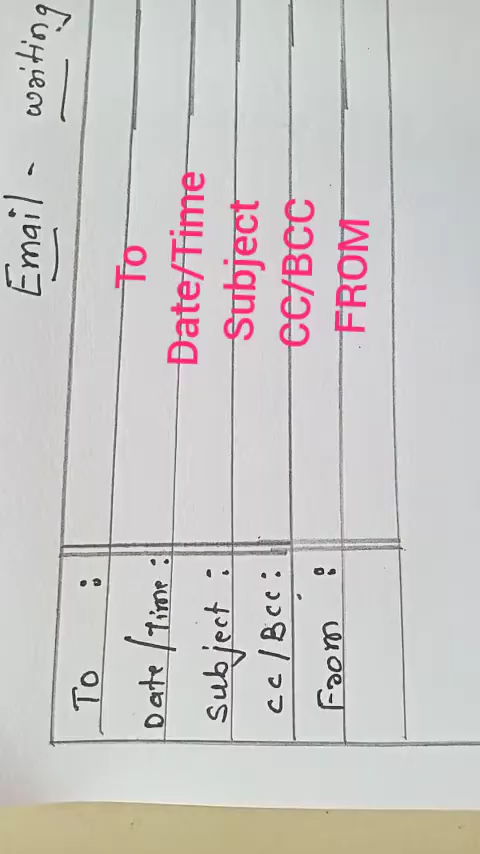 Email - writing
To :
Date/Time :
Subject :
CC/BCC :
From :
To
Date/Time
Subject
CC/BCC
FROM